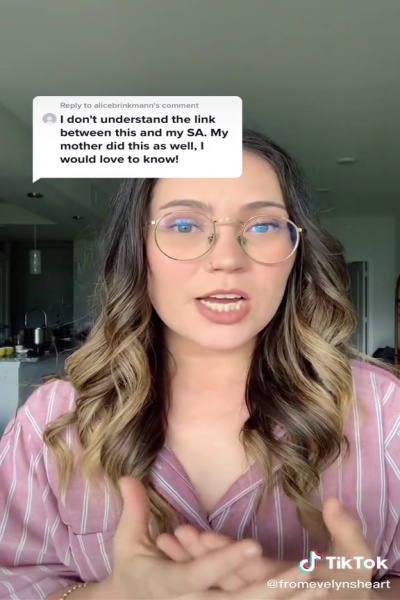 Reply to alicebrinkmann's comment
I don't understand the link
between this and my SA. My
mother did this as well, I
would love to know!
TikTok
@fromevelynsheart